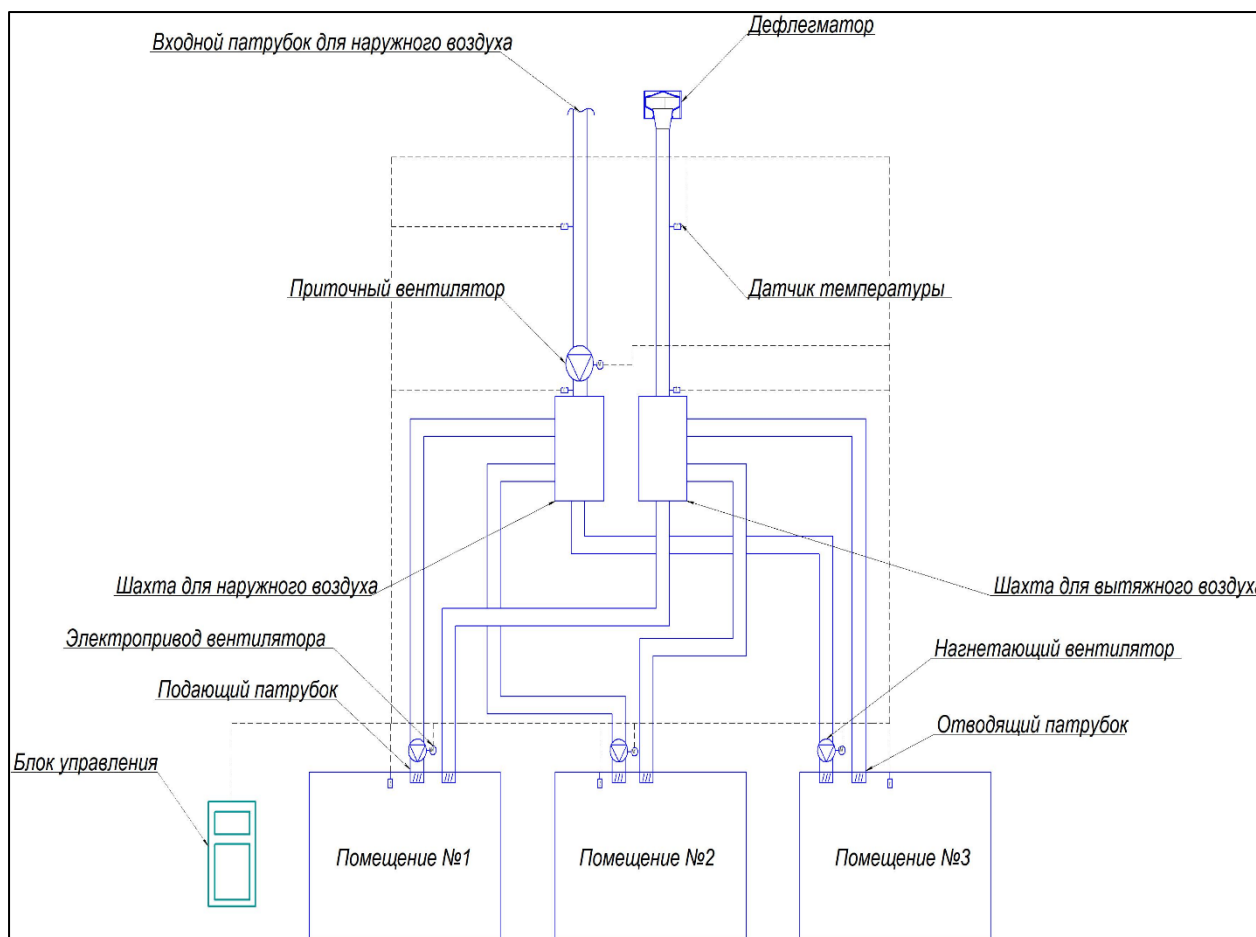 Входной патрубок для наружного воздуха
Дефлегматор
Приточный вентилятор
Датчик температуры
Шахта для наружного воздуха
Шахта для вытяжного воздуха
Электропривод вентилятора
Нагнетающий вентилятор
Подающий патрубок
Отводящий патрубок
Блок управления
Помещение №1
Помещение №2
Помещение №3